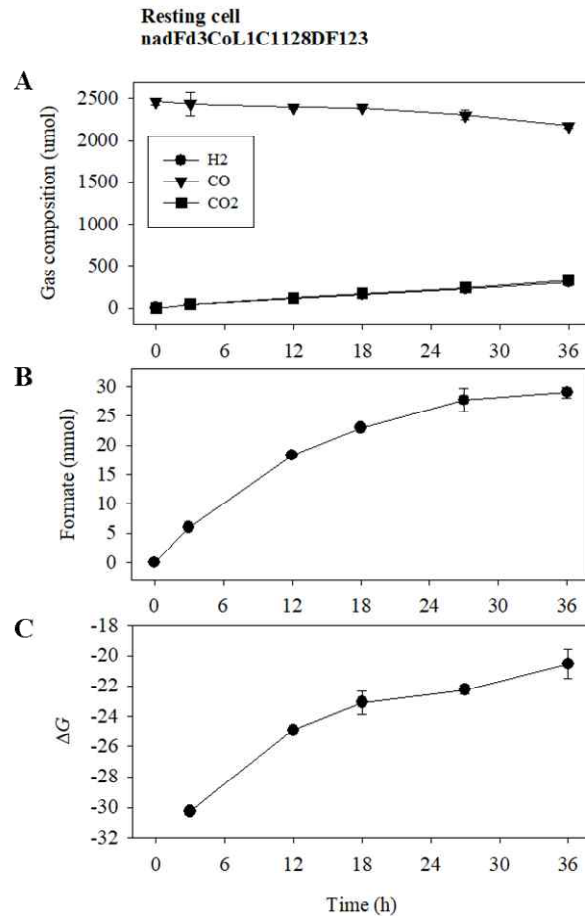 Resting cell
nadFd3CoL1C1128DF123
A
Gas composition (umol)
2500
2000
1500
1000
500
0
H2
CO
CO2
0 6 12 18 24 30 36
B
Formate (mmol)
30
25
20
15
10
5
0
0 6 12 18 24 30 36
C
ΔG
-18
-20
-22
-24
-26
-28
-30
-32
0 6 12 18 24 30 36
Time (h)